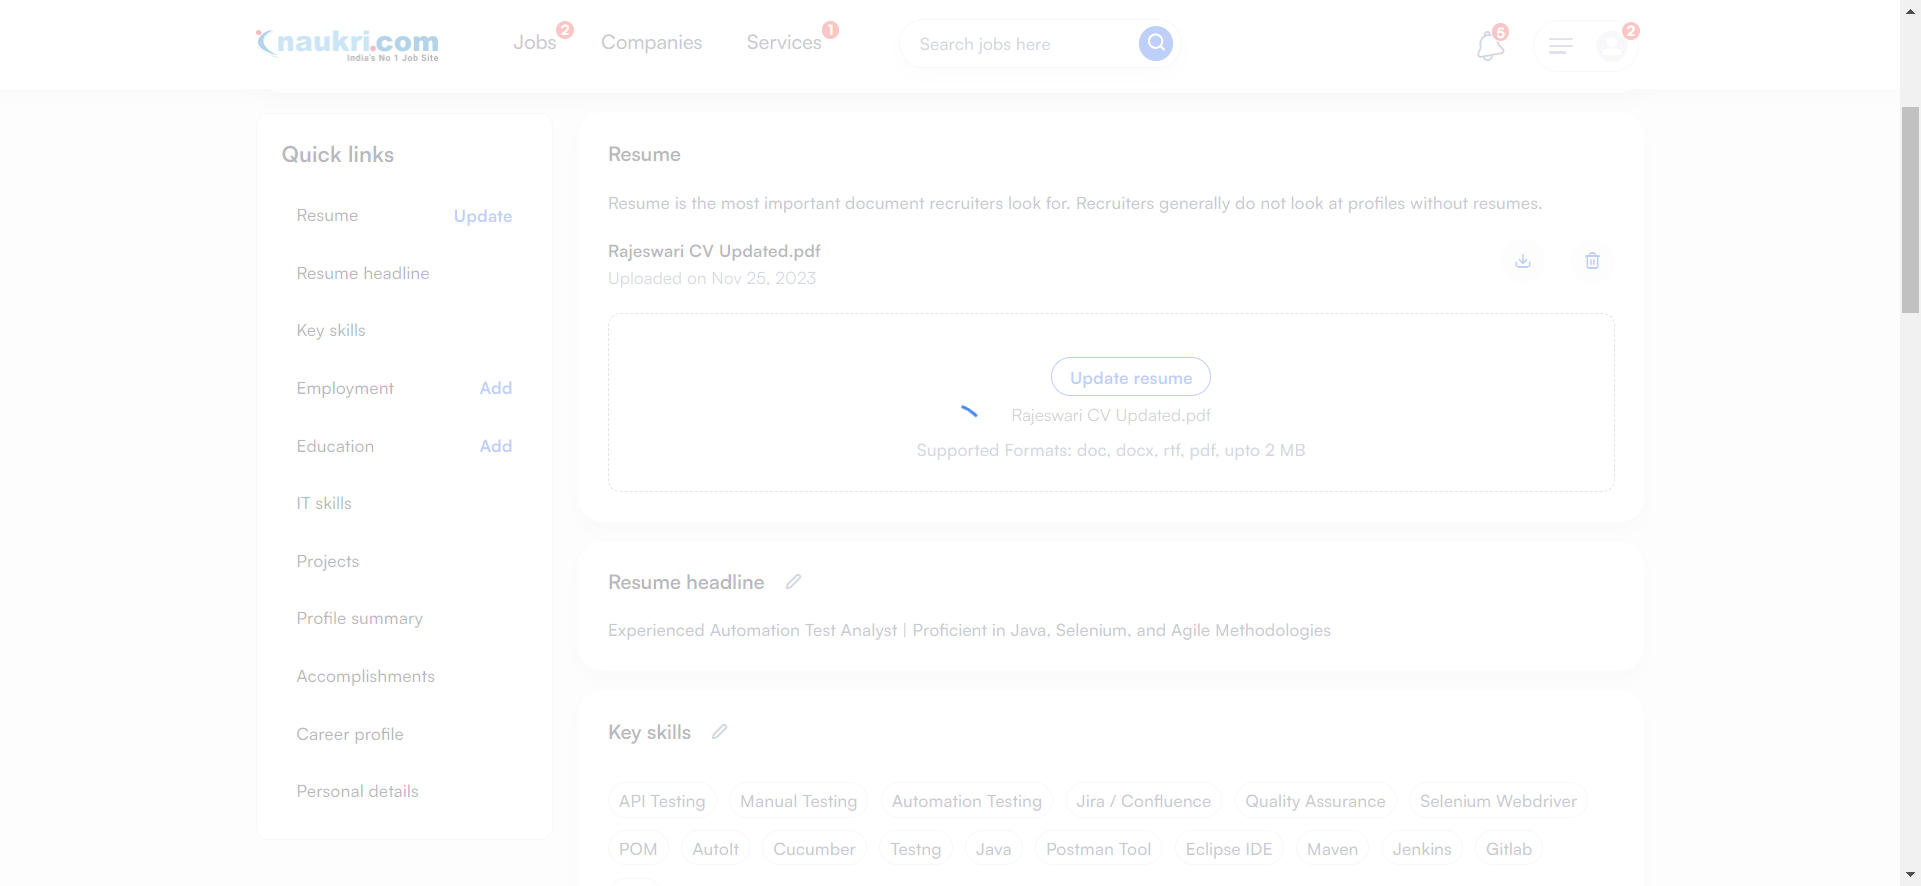 naukri.com
India's No 1 Job Site
Jobs 2
Companies
Services 1
Search jobs here
5
2
Quick links
Resume Update
Resume headline
Key skills
Employment Add
Education Add
IT skills
Projects
Profile summary
Accomplishments
Career profile
Personal details
Resume
Resume is the most important document recruiters look for. Recruiters generally do not look at profiles without resumes.
Rajeswari CV Updated.pdf
Uploaded on Nov 25, 2023
Update resume
Rajeswari CV Updated.pdf
Supported Formats: doc, docx, rtf, pdf, upto 2 MB
Resume headline
Experienced Automation Test Analyst | Proficient in Java, Selenium, and Agile Methodologies
Key skills
API Testing Manual Testing Automation Testing Jira / Confluence Quality Assurance Selenium Webdriver
POM AutoIt Cucumber Testng Java Postman Tool Eclipse IDE Maven Jenkins Gitlab